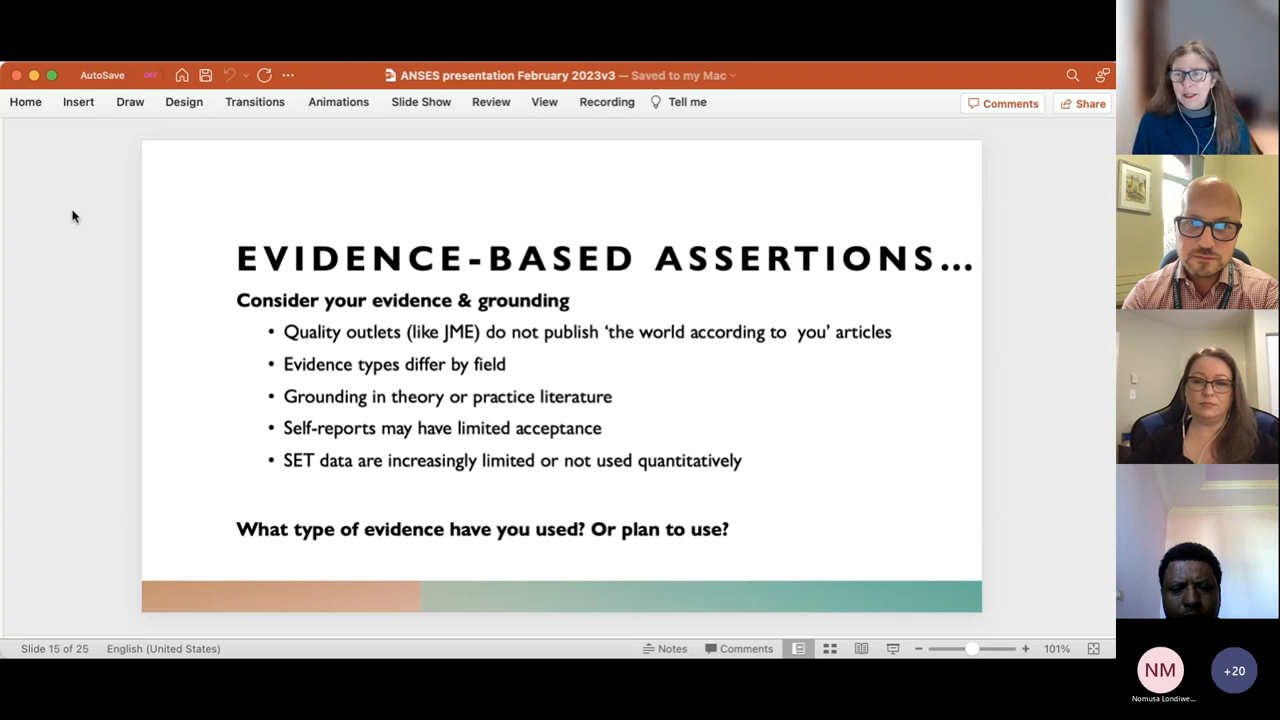 AutoSave OFF ANSES presentation February 2023v3 — Saved to my Mac
Home Insert Draw Design Transitions Animations Slide Show Review View Recording Tell me Comments Share
EVIDENCE-BASED ASSERTIONS...
Consider your evidence & grounding
• Quality outlets (like JME) do not publish ‘the world according to you’ articles
• Evidence types differ by field
• Grounding in theory or practice literature
• Self-reports may have limited acceptance
• SET data are increasingly limited or not used quantitatively
What type of evidence have you used? Or plan to use?
Slide 15 of 25 English (United States) Notes Comments 101%
NM +20
Nomusa Londiwe...